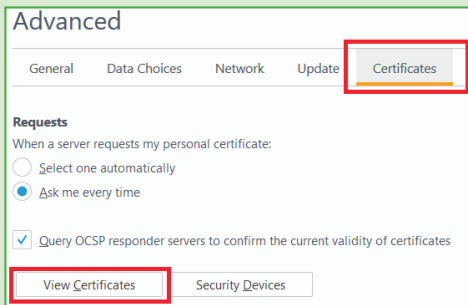 Advanced
General Data Choices Network Update Certificates
Requests
When a server requests my personal certificate:
Select one automatically
Ask me every time
Query OCSP responder servers to confirm the current validity of certificates
View Certificates Security Devices